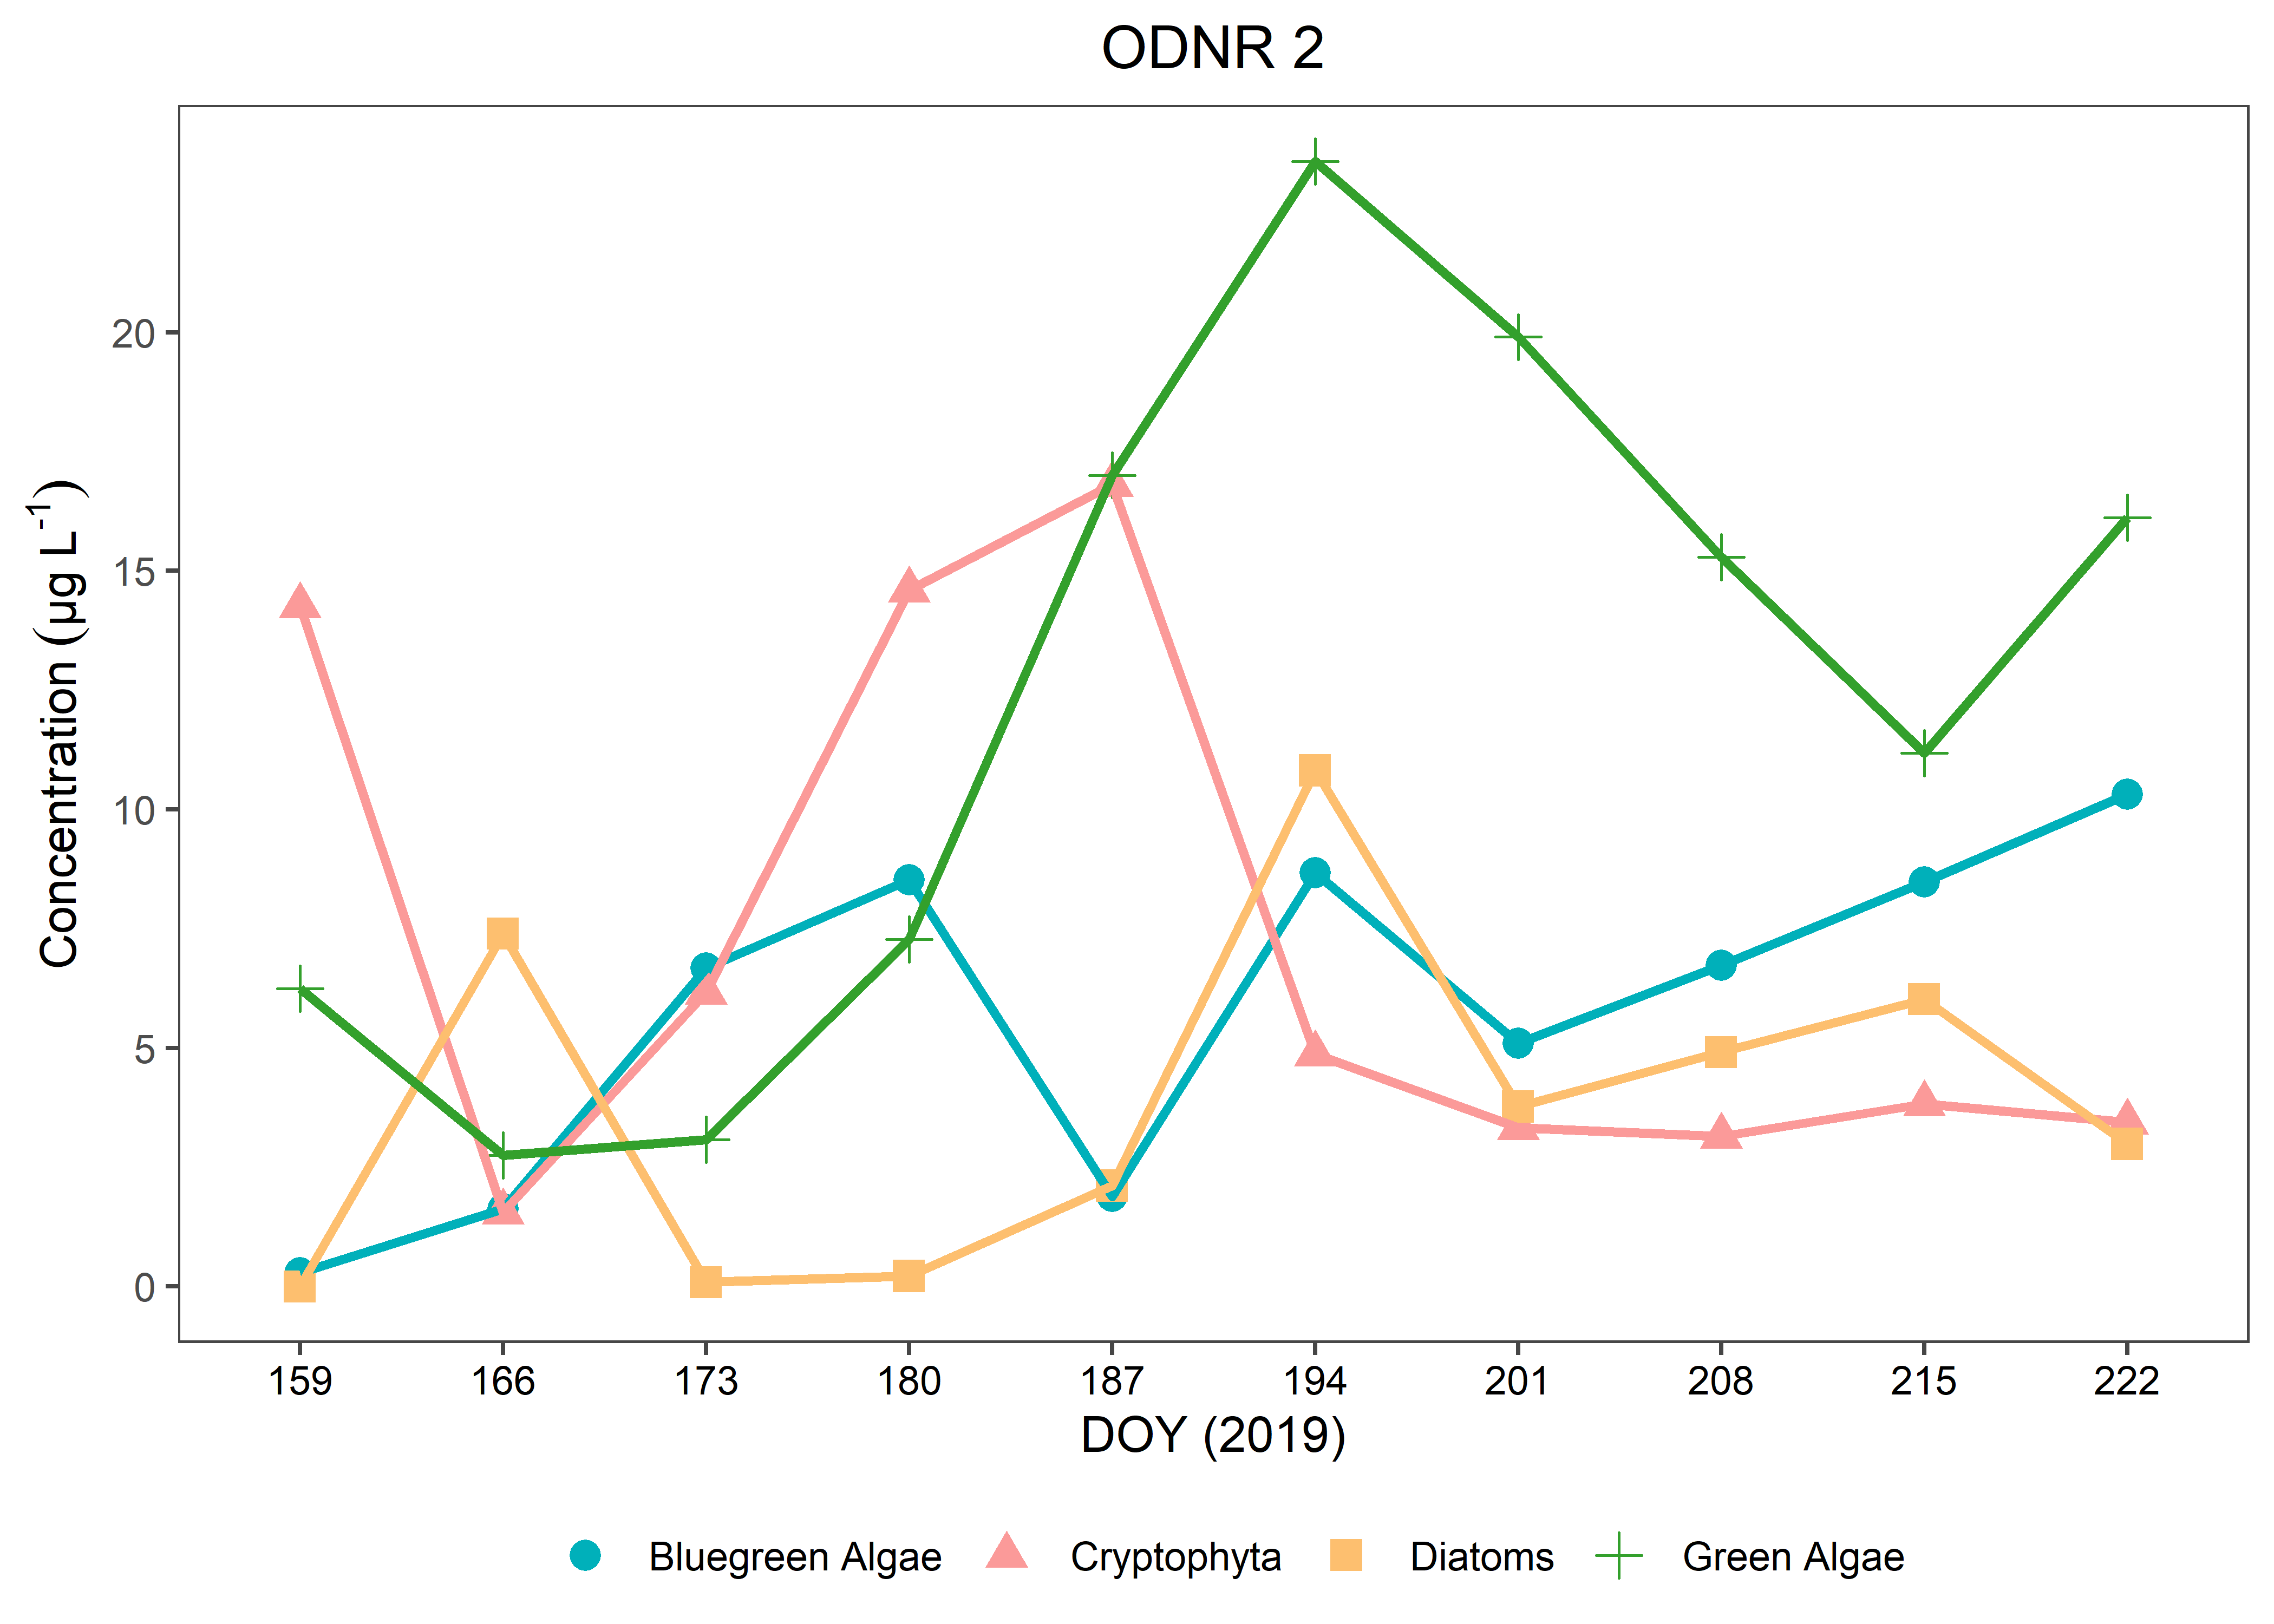 ODNR 2
Concentration (µg L⁻¹)
20
15
10
5
0
159 166 173 180 187 194 201 208 215 222
DOY (2019)
Bluegreen Algae Cryptophyta Diatoms Green Algae